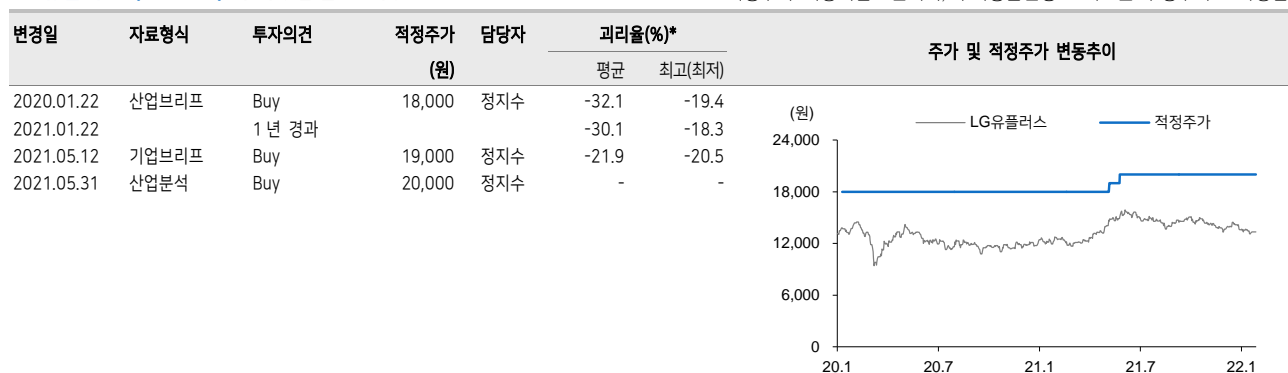 변경일 자료형식 투자의견 적정주가 담당자 괴리율(%)* 주가 및 적정주가 변동추이
(원) 평균 최고(최저)
2020.01.22 산업브리프 Buy 18,000 정지수 -32.1 -19.4
2021.01.22 1년 경과 -30.1 -18.3
2021.05.12 기업브리프 Buy 19,000 정지수 -21.9 -20.5
2021.05.31 산업분석 Buy 20,000 정지수 - -
(원)
LG유플러스 적정주가
24,000
18,000
12,000
6,000
0
20.1 20.7 21.1 21.7 22.1